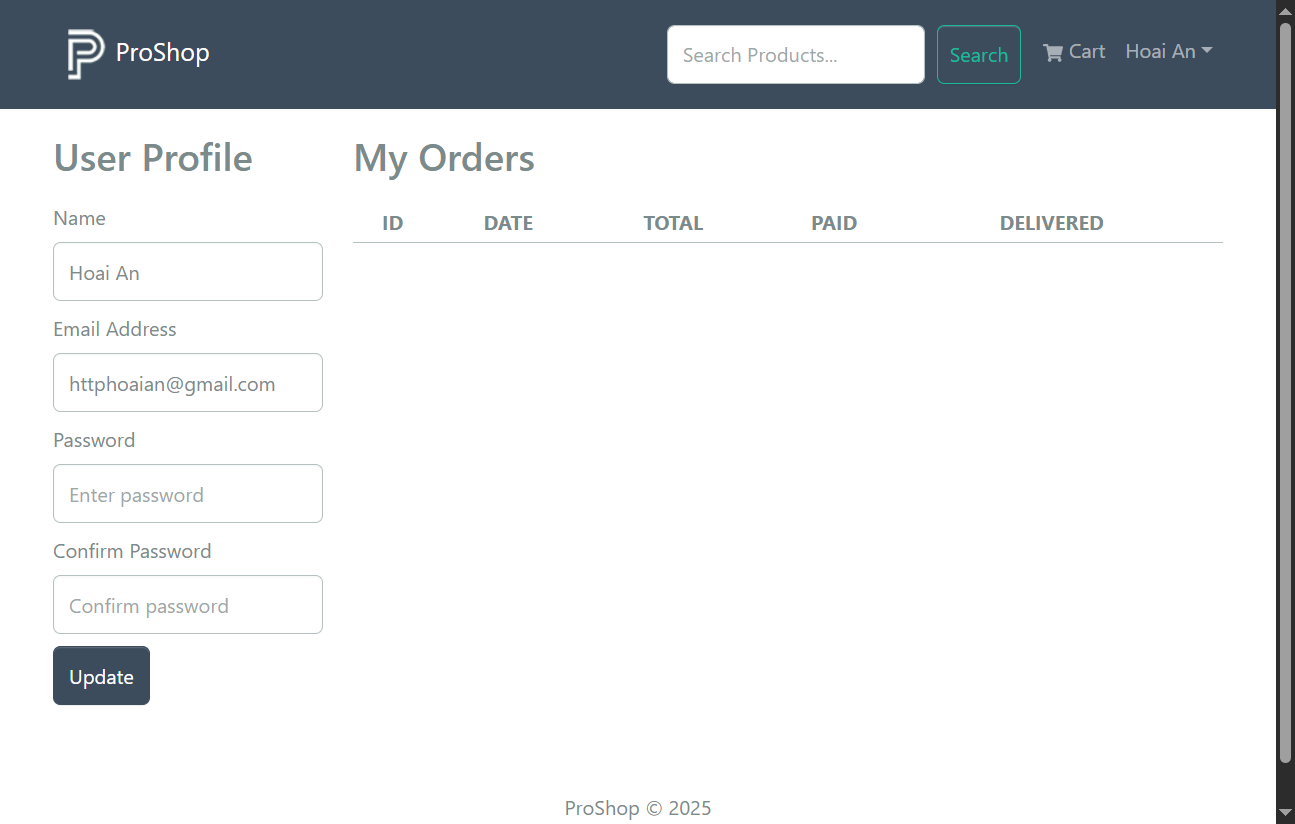 ProShop
Search Products...
Search
Cart
Hoai An
User Profile
Name
Hoai An
Email Address
httphoaian@gmail.com
Password
Enter password
Confirm Password
Confirm password
Update
My Orders
ID DATE TOTAL PAID DELIVERED
ProShop © 2025